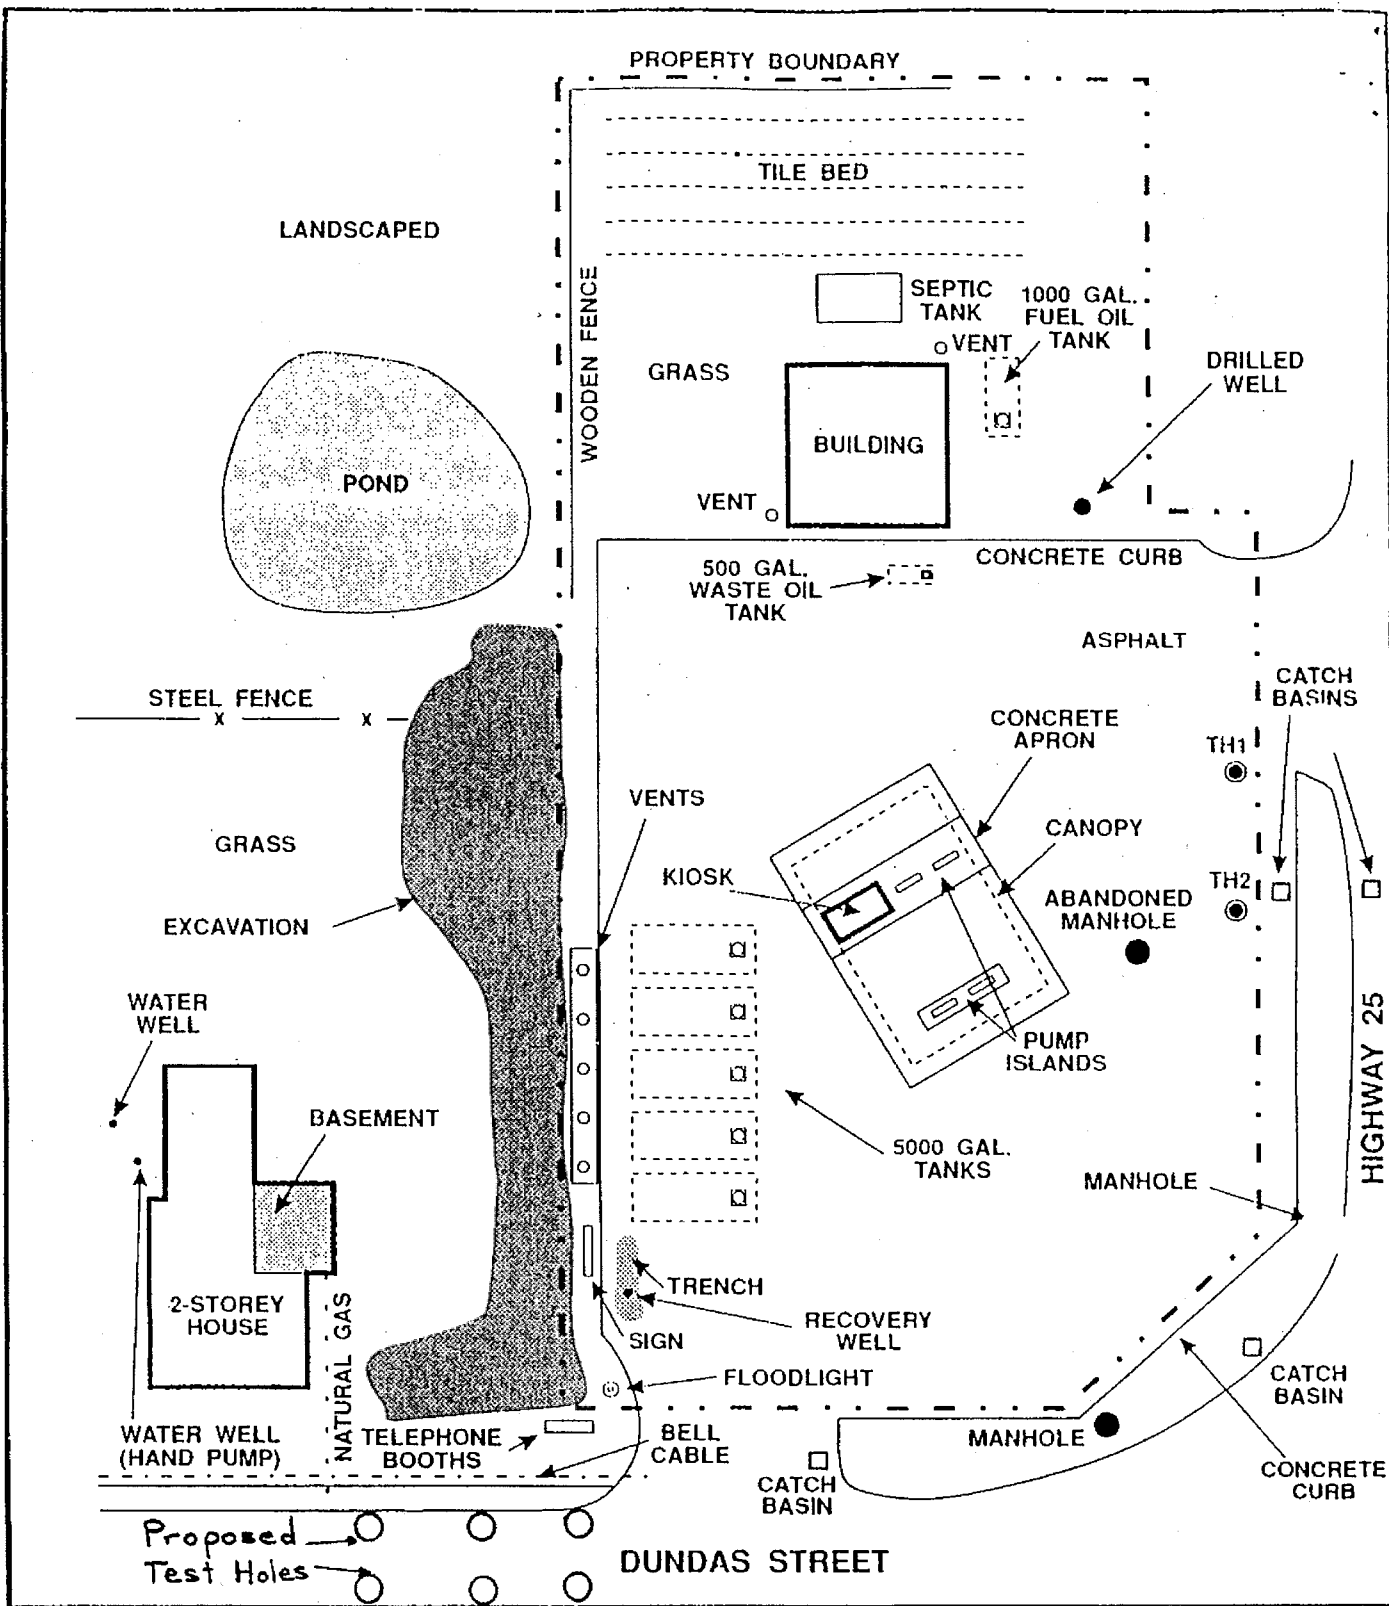 PROPERTY BOUNDARY
TILE BED
LANDSCAPED
WOODEN FENCE
SEPTIC
TANK
1000 GAL.
FUEL OIL
TANK
VENT
GRASS
DRILLED
WELL
BUILDING
POND
VENT
CONCRETE CURB
500 GAL.
WASTE OIL
TANK
ASPHALT
STEEL FENCE
X
X
CATCH
BASINS
CONCRETE
APRON
TH1
VENTS
CANOPY
GRASS
KIOSK
TH2
ABANDONED
MANHOLE
EXCAVATION
WATER
WELL
HIGHWAY 25
PUMP
ISLANDS
BASEMENT
5000 GAL.
TANKS
MANHOLE
TRENCH
2-STOREY
HOUSE
NATURAL GAS
RECOVERY
WELL
SIGN
FLOODLIGHT
CATCH
BASIN
WATER WELL
(HAND PUMP)
TELEPHONE
BOOTHS
BELL
CABLE
MANHOLE
CATCH
BASIN
CONCRETE
CURB
Proposed
Test Holes
DUNDAS STREET